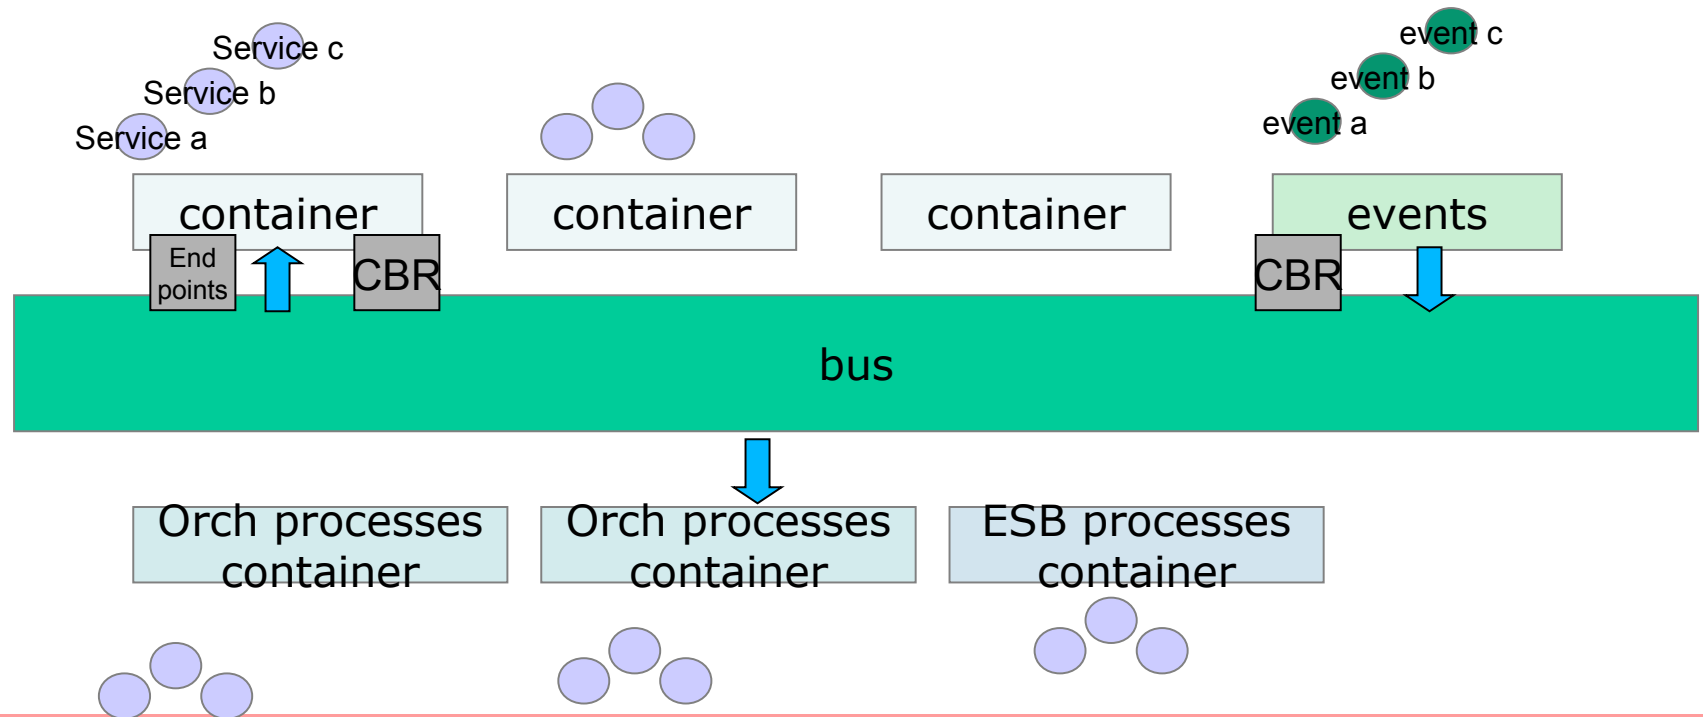 Service c
Service b
Service a
event c
event b
event a
container
container
container
events
End
points
CBR
CBR
bus
Orch processes
container
Orch processes
container
ESB processes
container